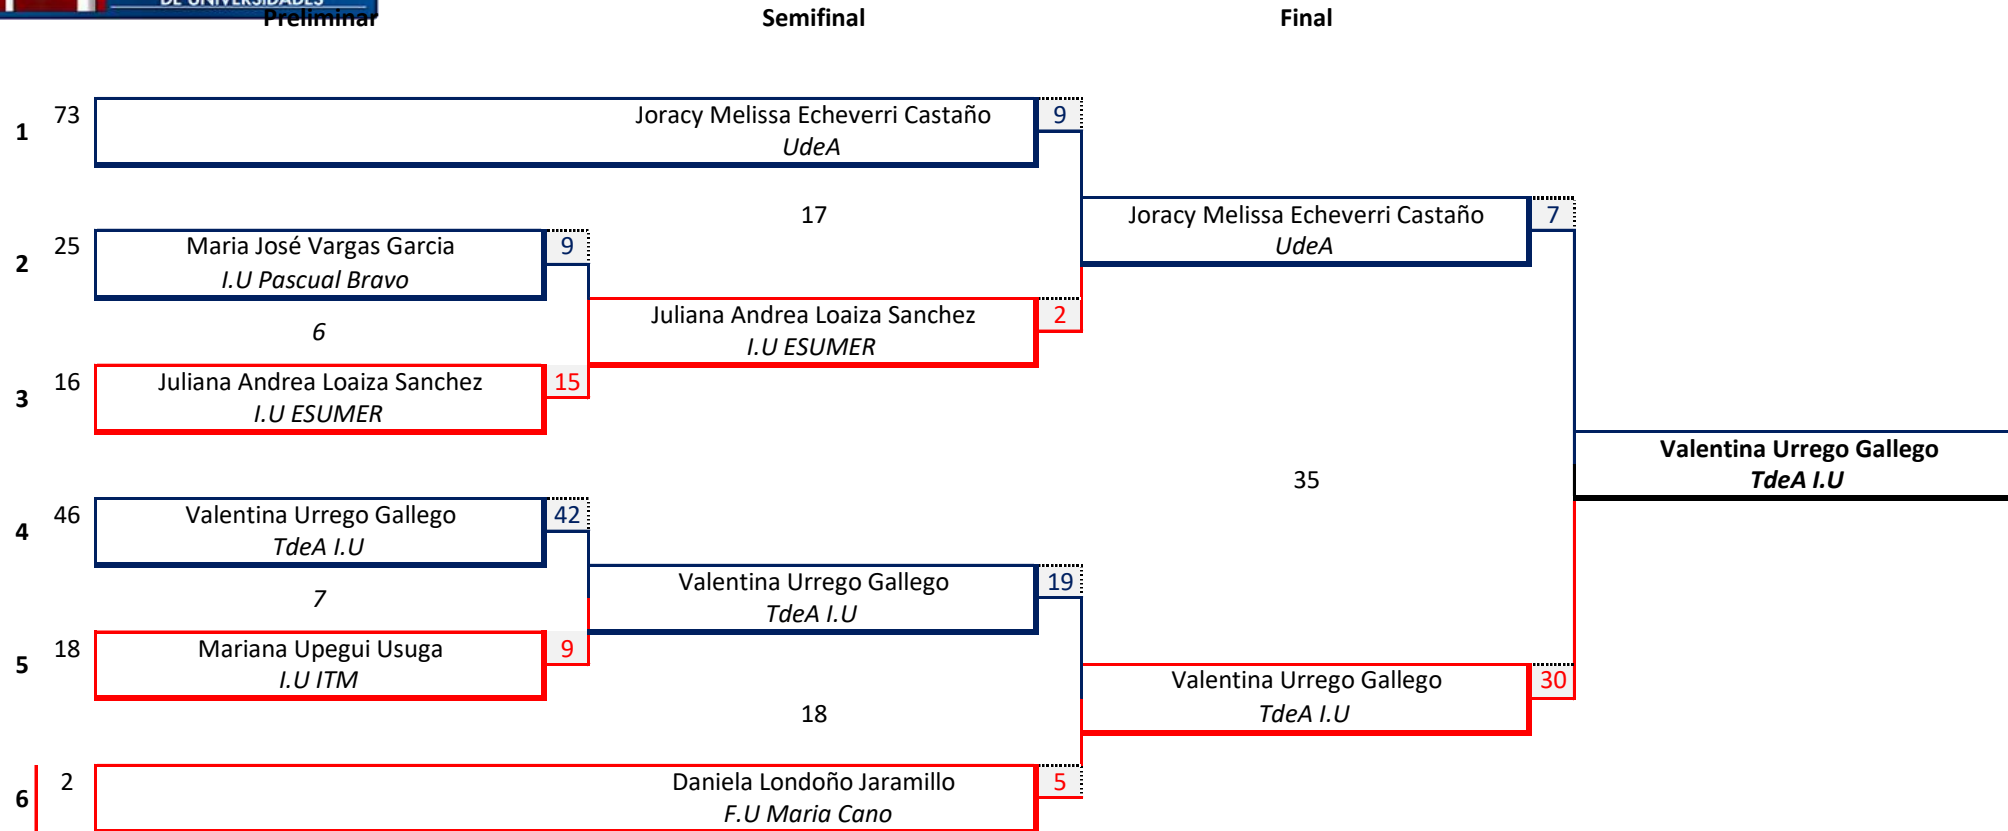 DE UNIVERSIDADES
Preliminar Semifinal Final
73
1
Joracy Melissa Echeverri Castaño 9
UdeA
17
Joracy Melissa Echeverri Castaño 7
UdeA
25
2
Maria José Vargas Garcia 9
I.U Pascual Bravo
6
Juliana Andrea Loaiza Sanchez 2
I.U ESUMER
16
3
Juliana Andrea Loaiza Sanchez 15
I.U ESUMER
Valentina Urrego Gallego
TdeA I.U
35
46
4
Valentina Urrego Gallego 42
TdeA I.U
7
Valentina Urrego Gallego 19
TdeA I.U
18
5
Mariana Upegui Usuga 9
I.U ITM
Valentina Urrego Gallego 30
TdeA I.U
18
2
6
Daniela Londoño Jaramillo 5
F.U Maria Cano